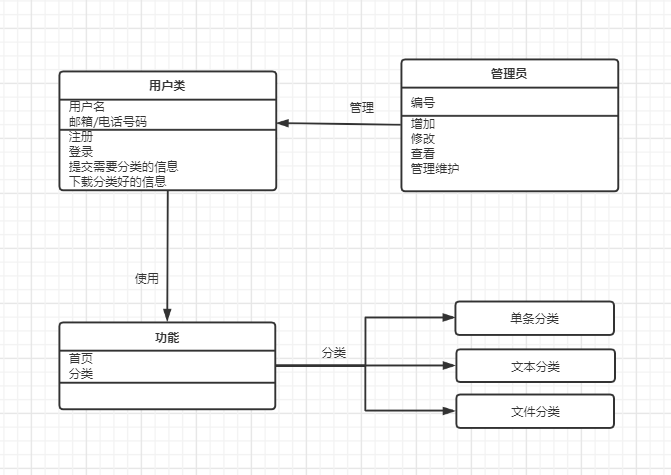 用户类
用户名
邮箱/电话号码
注册
登录
提交需要分类的信息
下载分类好的信息
管理
管理员
编号
增加
修改
查看
管理维护
使用
功能
首页
分类
分类
单条分类
文本分类
文件分类